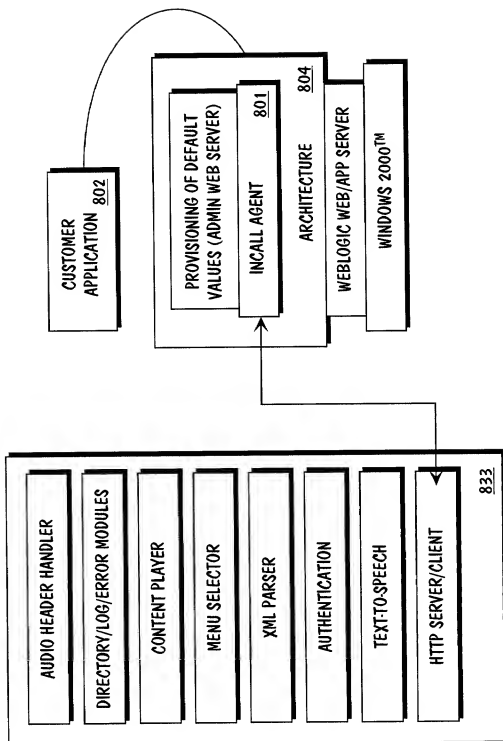 CUSTOMER
APPLICATION
802
PROVISIONING OF DEFAULT
VALUES (ADMIN WEB SERVER)
INCALL AGENT
801
ARCHITECTURE
804
WEBLOGIC WEB/APP SERVER
WINDOWS 2000™
AUDIO HEADER HANDLER
DIRECTORY/LOG/ERROR MODULES
CONTENT PLAYER
MENU SELECTOR
XML PARSER
AUTHENTICATION
TEXT-TO-SPEECH
HTTP SERVER/CLIENT
833